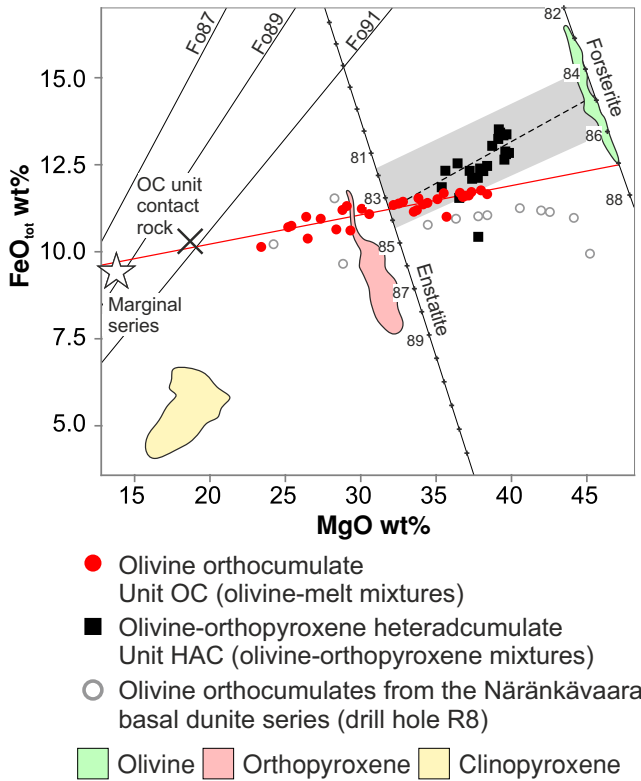 Fo87
Fo89
Fo91
82
84
86
88
Forsterite
81
83
85
87
89
Enstatite
OC unit
contact
rock
Marginal
series
FeOtot wt%
15.0
12.5
10.0
7.5
5.0
15
20
25
30
35
40
45
MgO wt%
Olivine orthocumulate
Unit OC (olivine-melt mixtures)
Olivine-orthopyroxene heteradcumulate
Unit HAC (olivine-orthopyroxene mixtures)
Olivine orthocumulates from the Näränkävaara
basal dunite series (drill hole R8)
Olivine Orthopyroxene Clinopyroxene